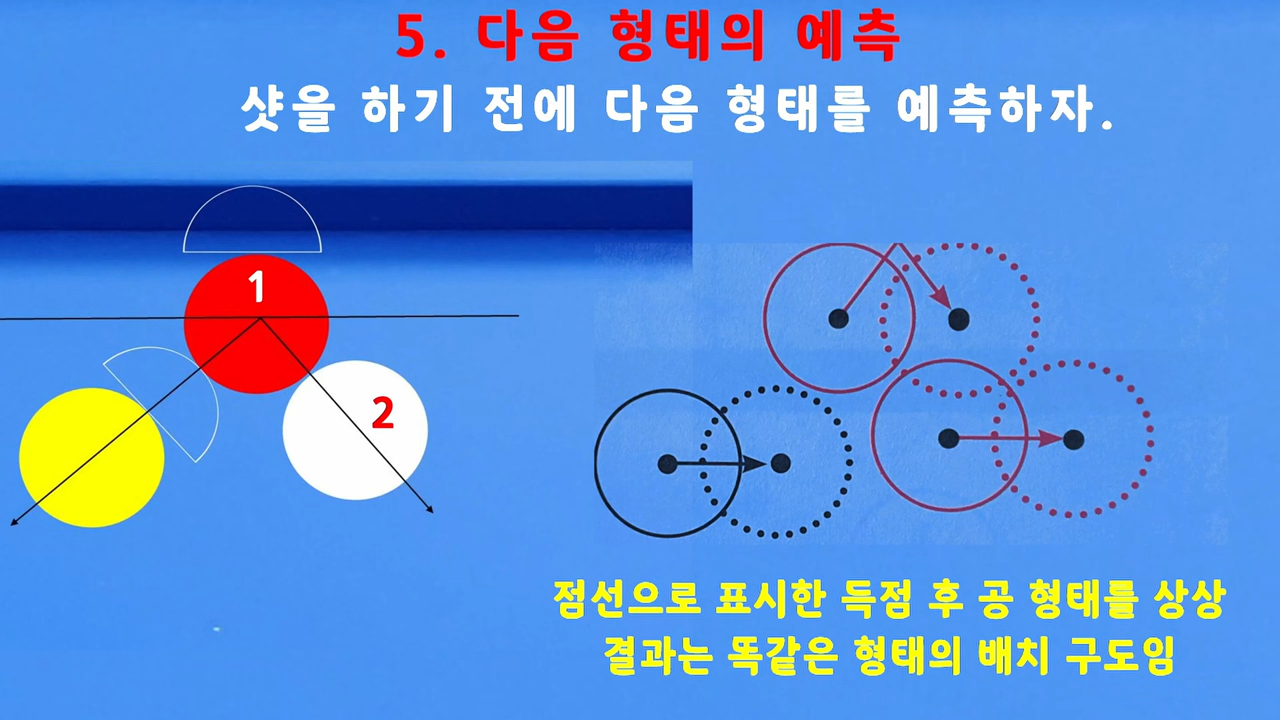 5. 다음 형태의 예측
샷을 하기 전에 다음 형태를 예측하자.
1
2
점선으로 표시한 득점 후 공 형태를 상상
결과는 똑같은 형태의 배치 구도임